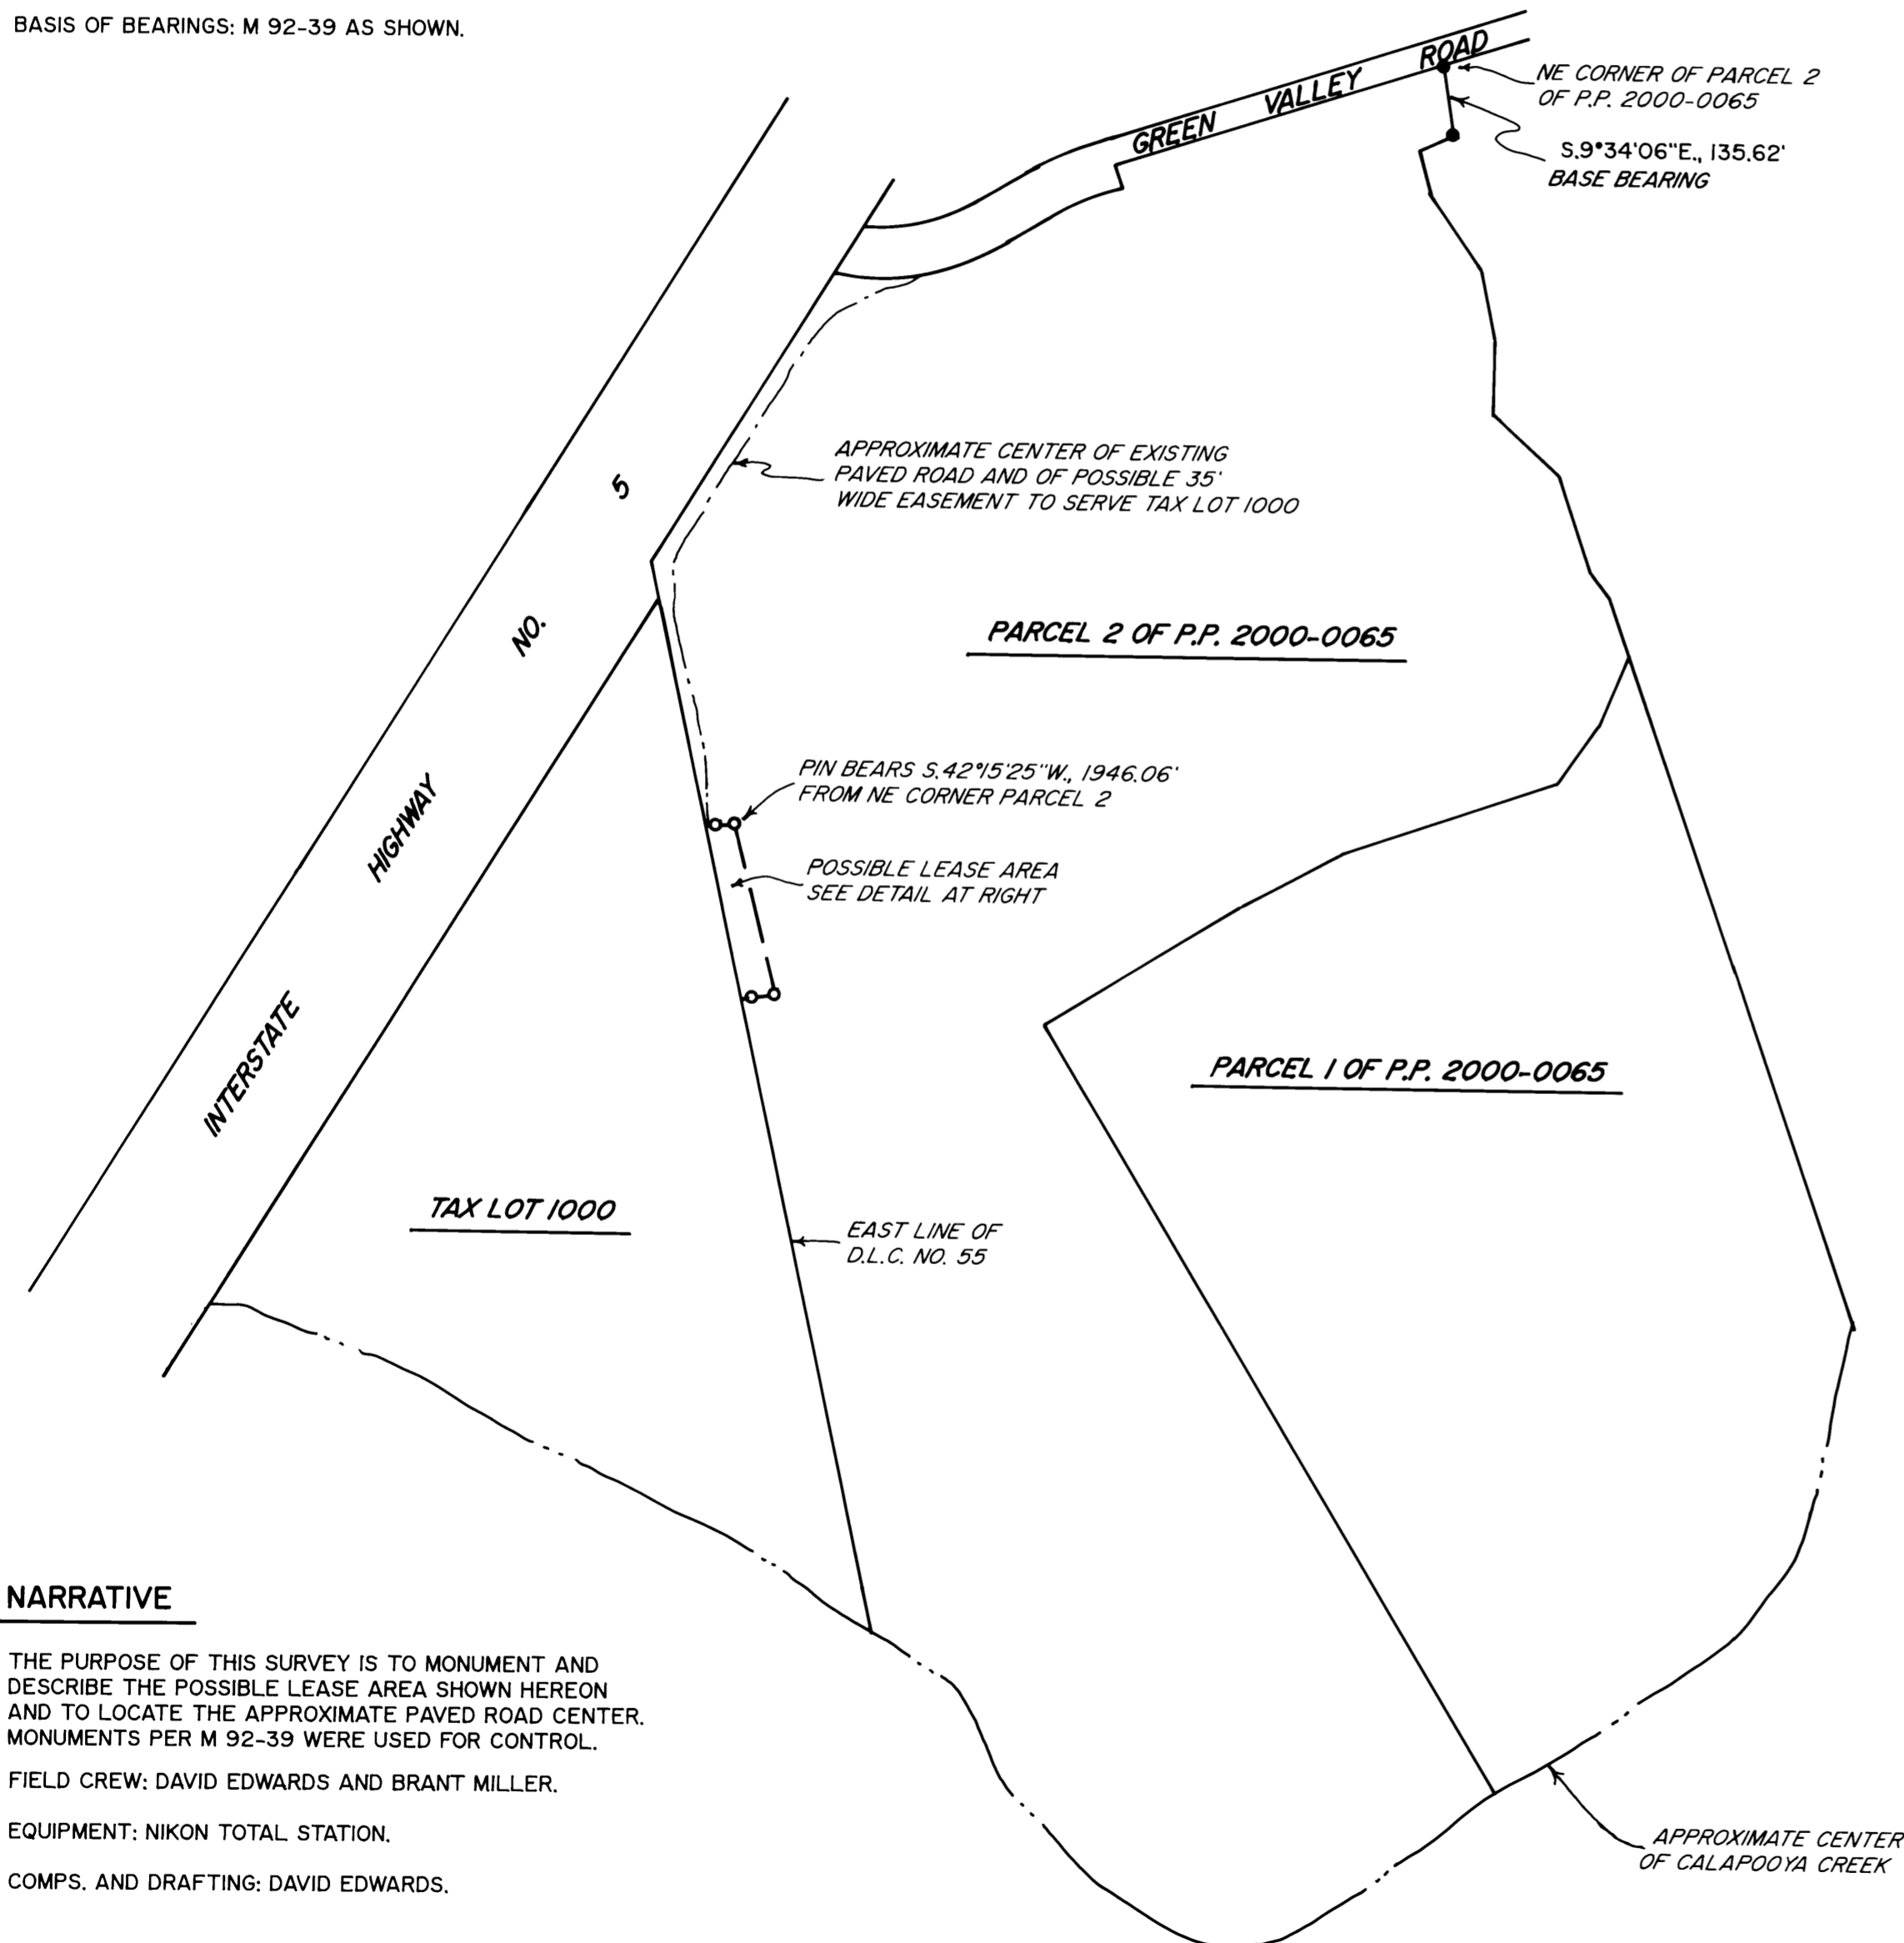 BASIS OF BEARINGS: M 92-39 AS SHOWN.
GREEN VALLEY ROAD
NE CORNER OF PARCEL 2
OF P.P. 2000-0065
S.9°34'06"E., 135.62'
BASE BEARING
APPROXIMATE CENTER OF EXISTING
PAVED ROAD AND OF POSSIBLE 35'
WIDE EASEMENT TO SERVE TAX LOT 1000
INTERSTATE HIGHWAY NO. 5
PARCEL 2 OF P.P. 2000-0065
PIN BEARS S.42°15'25"W., 1946.06'
FROM NE CORNER PARCEL 2
POSSIBLE LEASE AREA
SEE DETAIL AT RIGHT
PARCEL 1 OF P.P. 2000-0065
TAX LOT 1000
EAST LINE OF
D.L.C. NO. 55
NARRATIVE
THE PURPOSE OF THIS SURVEY IS TO MONUMENT AND
DESCRIBE THE POSSIBLE LEASE AREA SHOWN HEREON
AND TO LOCATE THE APPROXIMATE PAVED ROAD CENTER.
MONUMENTS PER M 92-39 WERE USED FOR CONTROL.
FIELD CREW: DAVID EDWARDS AND BRANT MILLER.
EQUIPMENT: NIKON TOTAL STATION.
COMPS. AND DRAFTING: DAVID EDWARDS.
APPROXIMATE CENTER
OF CALAPOOYA CREEK